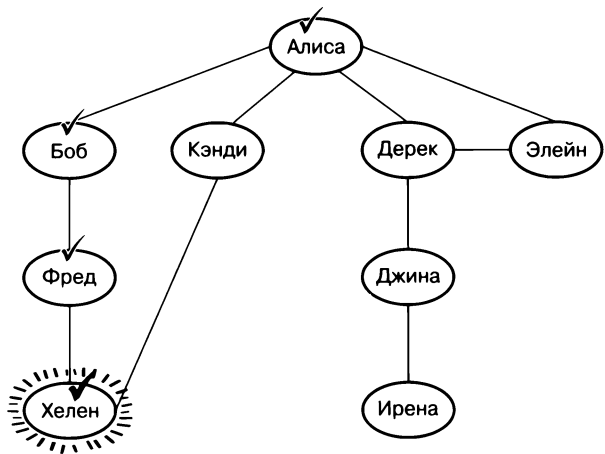 Алиса
Боб
Кэнди
Дерек
Элейн
Фред
Джина
Хелен
Ирена